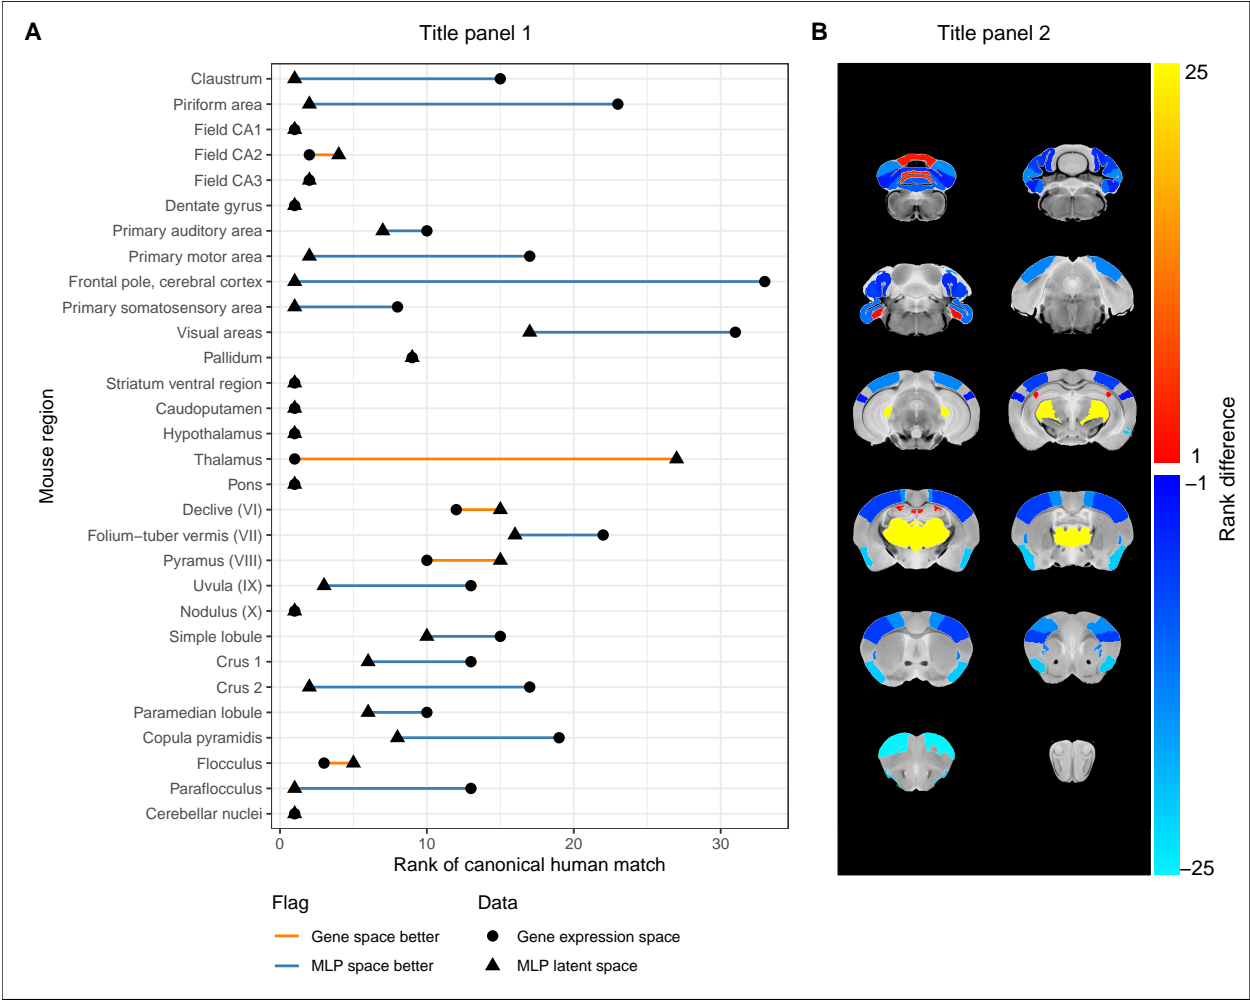 A
Title panel 1
B
Title panel 2
Mouse region
Claustrum
Piriform area
Field CA1
Field CA2
Field CA3
Dentate gyrus
Primary auditory area
Primary motor area
Frontal pole, cerebral cortex
Primary somatosensory area
Visual areas
Pallidum
Striatum ventral region
Caudoputamen
Hypothalamus
Thalamus
Pons
Declive (VI)
Folium−tuber vermis (VII)
Pyramus (VIII)
Uvula (IX)
Nodulus (X)
Simple lobule
Crus 1
Crus 2
Paramedian lobule
Copula pyramidis
Flocculus
Paraflocculus
Cerebellar nuclei
0 10 20 30
Rank of canonical human match
Flag
Gene space better
MLP space better
Data
Gene expression space
MLP latent space
25
1
−1
−25
Rank difference